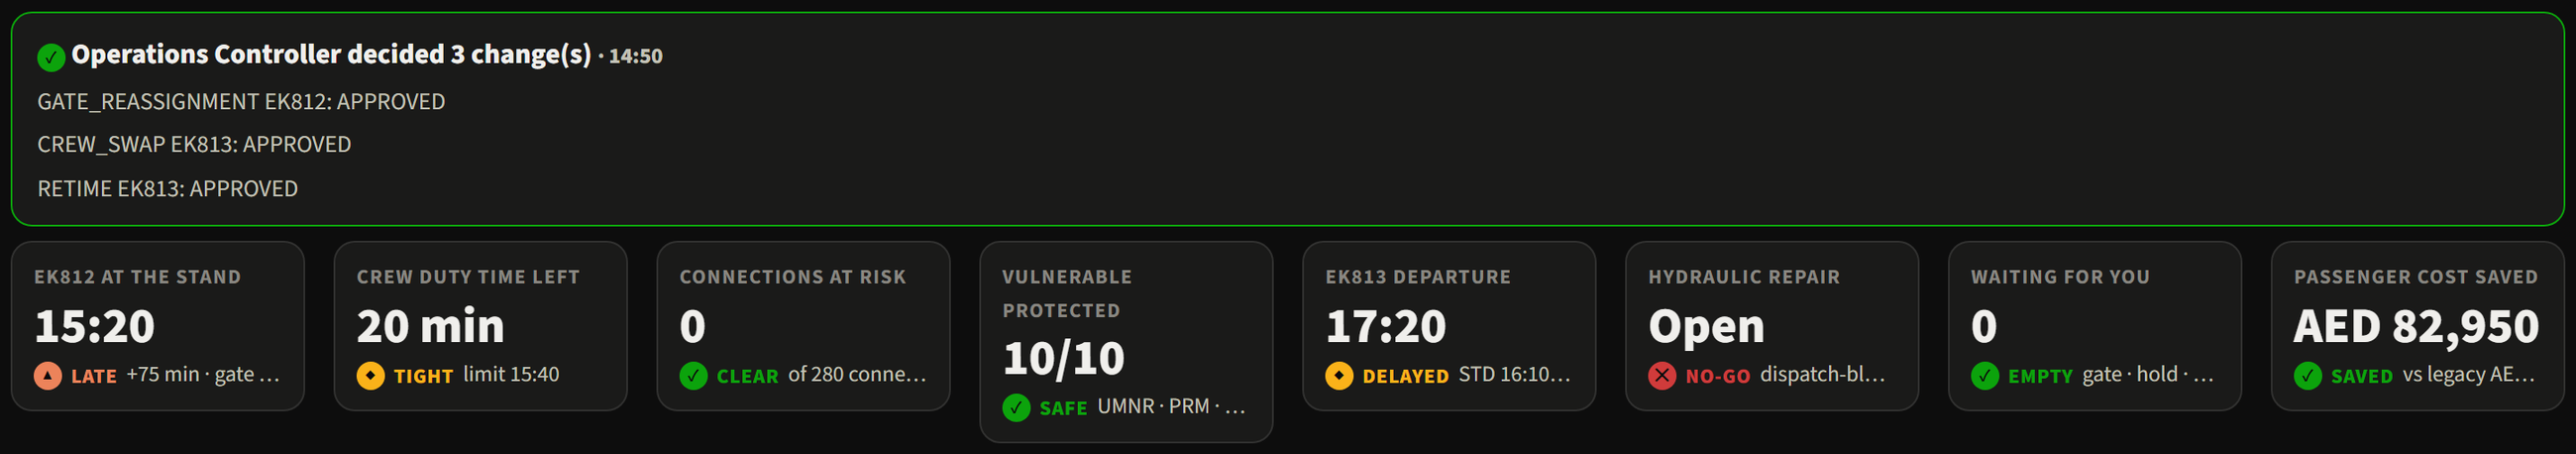 Operations Controller decided 3 change(s) · 14:50
GATE_REASSIGNMENT EK812: APPROVED
CREW_SWAP EK813: APPROVED
RETIME EK813: APPROVED
EK812 AT THE STAND
15:20
LATE +75 min · gate …
CREW DUTY TIME LEFT
20 min
TIGHT limit 15:40
CONNECTIONS AT RISK
0
CLEAR of 280 conne…
VULNERABLE
PROTECTED
10/10
SAFE UMNR · PRM · …
EK813 DEPARTURE
17:20
DELAYED STD 16:10…
HYDRAULIC REPAIR
Open
NO-GO dispatch-bl…
WAITING FOR YOU
0
EMPTY gate · hold · …
PASSENGER COST SAVED
AED 82,950
SAVED vs legacy AE…